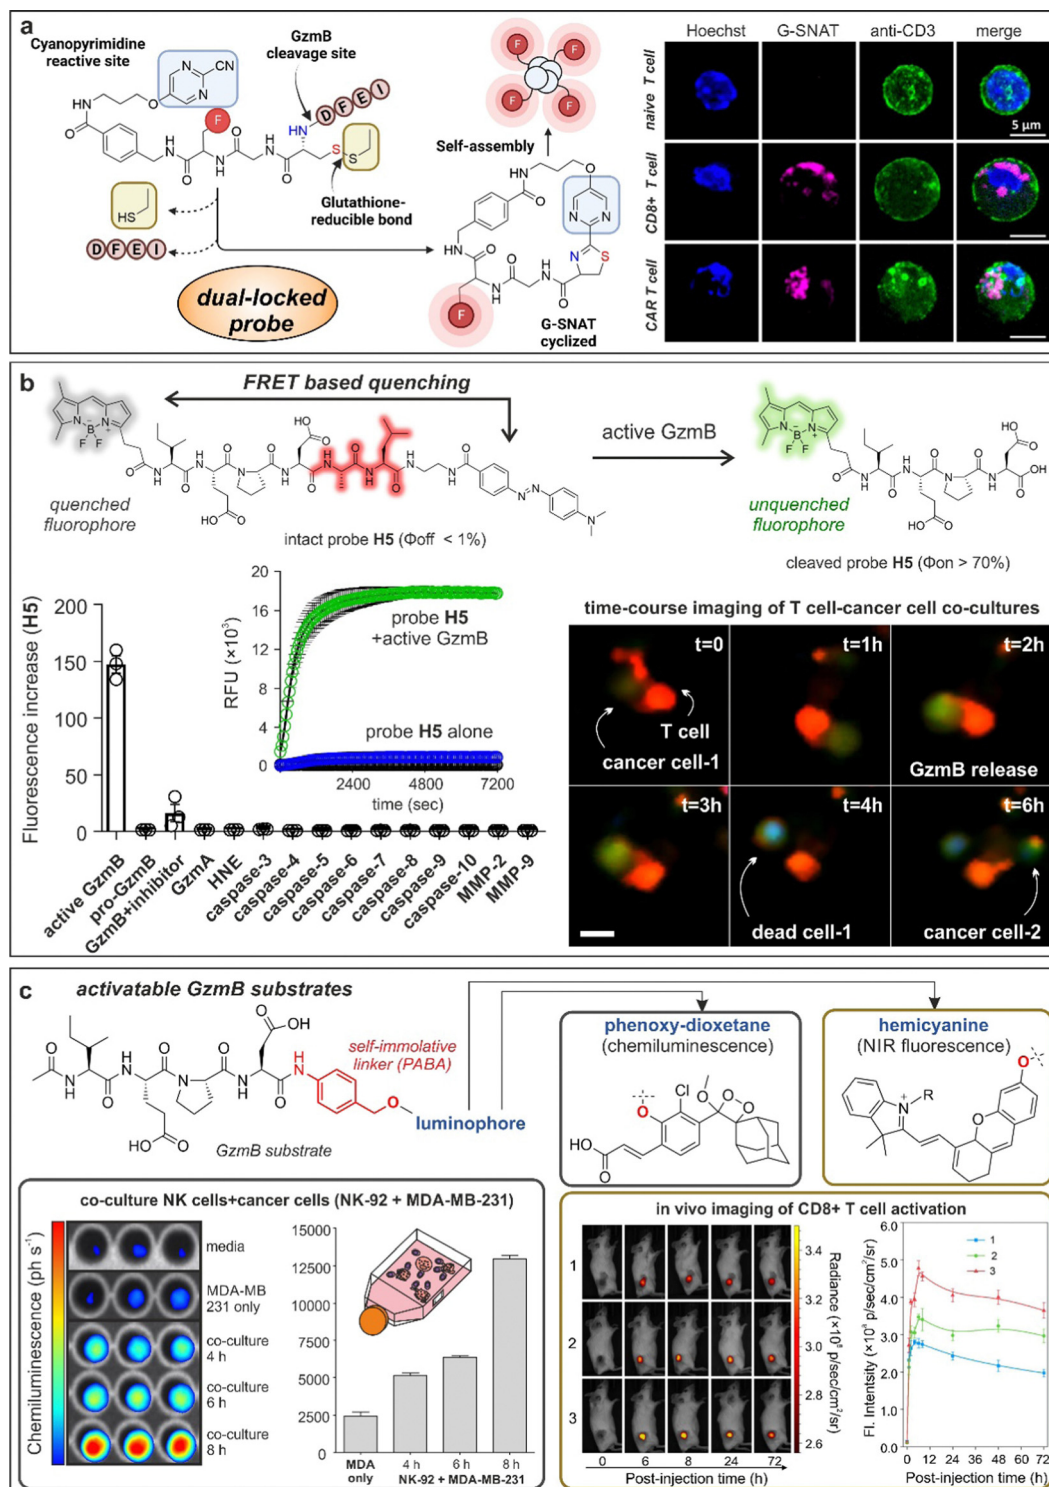 a
Cyanopyrimidine
reactive site
GzmB
cleavage site
Glutathione-
reducible bond
D F E I
dual-locked
probe
Self-assembly
G-SNAT
cyclized
Hoechst G-SNAT anti-CD3 merge
naive T cell
5 µm
CD8+ T cell
CAR T cell
b
FRET based quenching
active GzmB
quenched
fluorophore
intact probe H5 (Φoff < 1%)
unquenched
fluorophore
cleaved probe H5 (Φon > 70%)
Fluorescence increase (H5)
200
150
100
50
0
active GzmB
pro-GzmB
GzmB+inhibitor
GzmA
HNE
caspase-3
caspase-4
caspase-5
caspase-6
caspase-7
caspase-8
caspase-9
caspase-10
MMP-2
MMP-9
RFU (×10³)
20
16
12
8
4
0
probe H5
+active GzmB
probe H5 alone
2400 4800 7200
time (sec)
time-course imaging of T cell-cancer cell co-cultures
t=0
T cell
cancer cell-1
t=1h
t=2h
GzmB release
t=3h
t=4h
dead cell-1
t=6h
cancer cell-2
c
activatable GzmB substrates
self-immolative
linker (PABA)
luminophore
GzmB substrate
phenoxy-dioxetane
(chemiluminescence)
hemicyanine
(NIR fluorescence)
co-culture NK cells+cancer cells (NK-92 + MDA-MB-231)
Chemiluminescence (ph s⁻¹)
media
MDA-MB
231 only
co-culture
4 h
co-culture
6 h
co-culture
8 h
15000
12500
10000
7500
5000
2500
0
MDA
only
4 h 6 h 8 h
NK-92 + MDA-MB-231
in vivo imaging of CD8+ T cell activation
1
2
3
0 6 8 24 72
Post-injection time (h)
3.4
3.2
3.0
2.8
2.6
Radiance (×10⁸ p/sec/cm²/sr)
Fl. Intentsity (×10⁸ p/sec/cm²/sr)
6.0
5.0
4.0
3.0
2.0
1.0
0.0
1
2
3
0 12 24 36 48 60 72
Post-injection time (h)